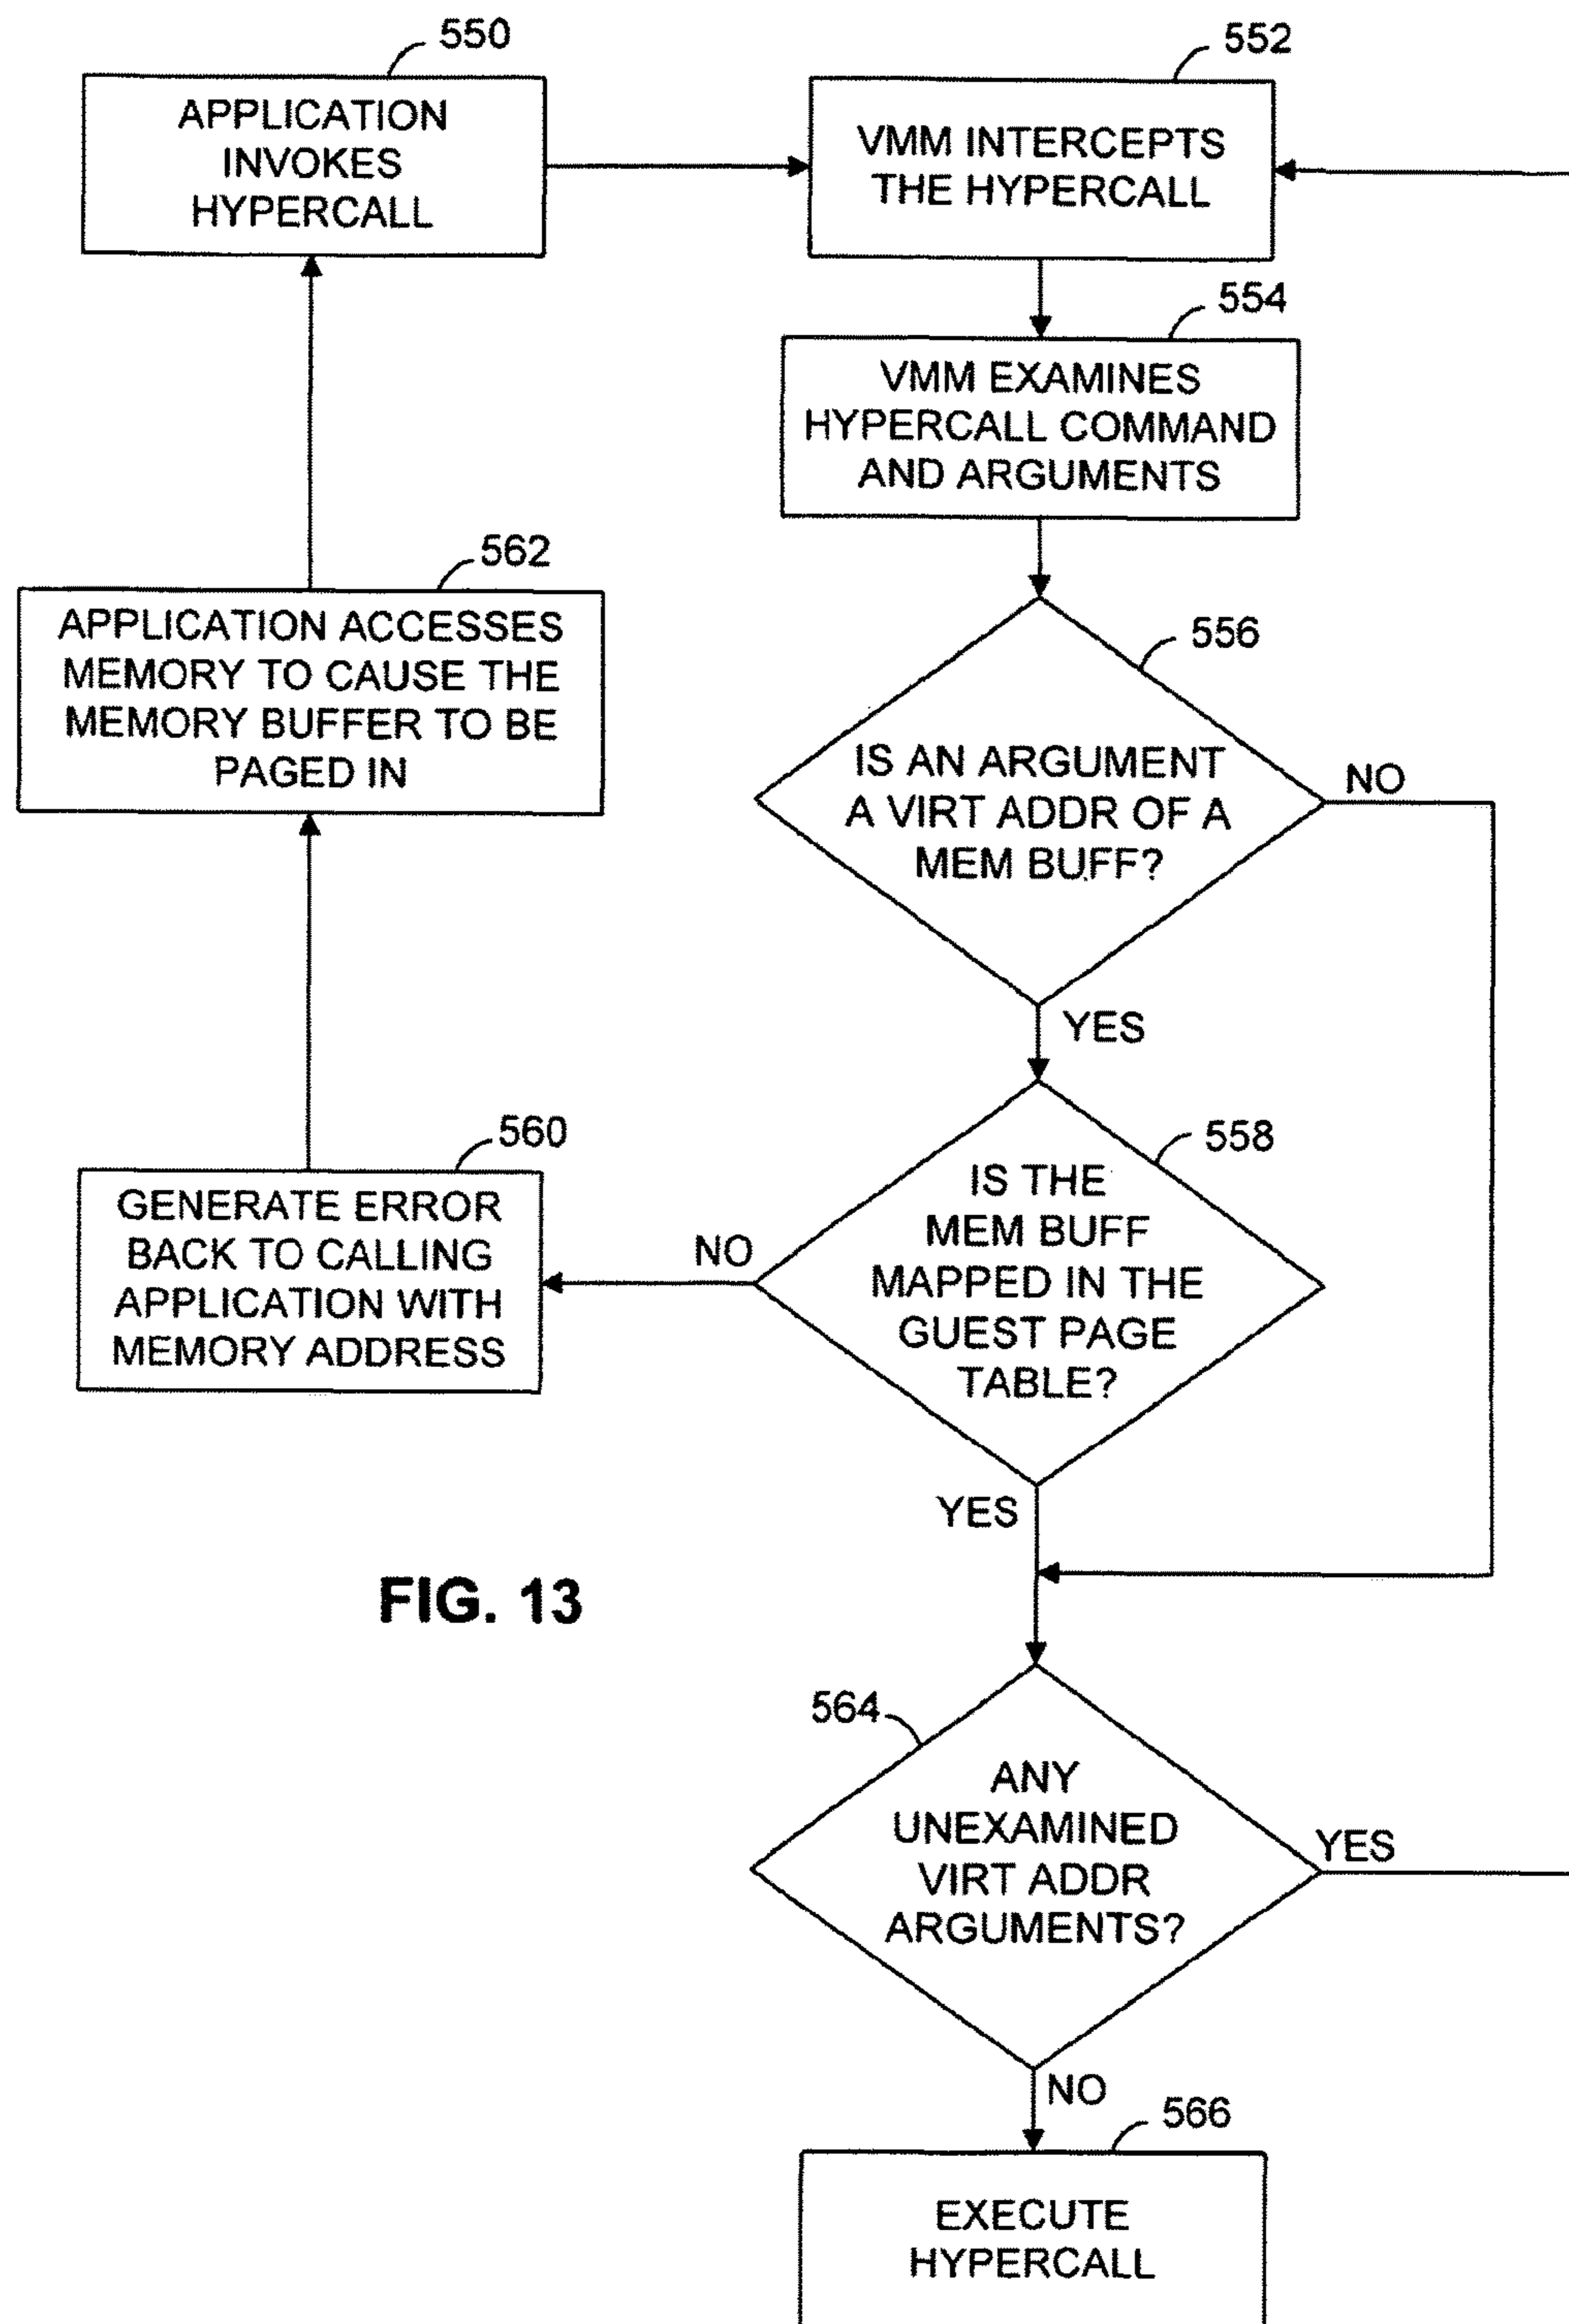 550
APPLICATION
INVOKES
HYPERCALL
552
VMM INTERCEPTS
THE HYPERCALL
554
VMM EXAMINES
HYPERCALL COMMAND
AND ARGUMENTS
562
APPLICATION ACCESSES
MEMORY TO CAUSE THE
MEMORY BUFFER TO BE
PAGED IN
556
IS AN ARGUMENT
A VIRT ADDR OF A
MEM BUFF?
NO
YES
560
GENERATE ERROR
BACK TO CALLING
APPLICATION WITH
MEMORY ADDRESS
NO
558
IS THE
MEM BUFF
MAPPED IN THE
GUEST PAGE
TABLE?
YES
FIG. 13
564
ANY
UNEXAMINED
VIRT ADDR
ARGUMENTS?
YES
NO
566
EXECUTE
HYPERCALL